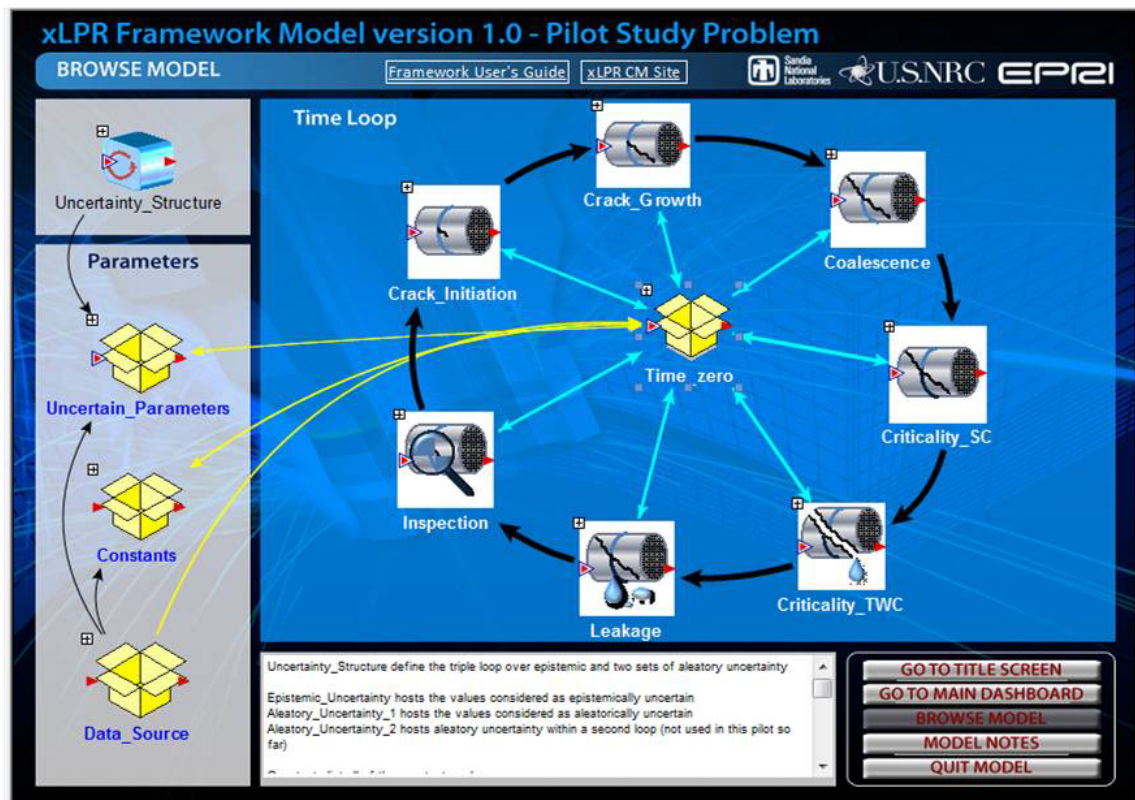 xLPR Framework Model version 1.0 - Pilot Study Problem
BROWSE MODEL
Framework User's Guide
xLPR CM Site
Sandia
National
Laboratories
U.S.NRC
EPRI
Uncertainty_Structure
Parameters
Uncertain_Parameters
Constants
Data_Source
Time Loop
Crack_Growth
Coalescence
Crack_Initiation
Time_zero
Criticality_SC
Inspection
Criticality_TWC
Leakage
Uncertainty_Structure define the triple loop over epistemic and two sets of aleatory uncertainty
Epistemic_Uncertainty hosts the values considered as epistemically uncertain
Aleatory_Uncertainty_1 hosts the values considered as aleatorically uncertain
Aleatory_Uncertainty_2 hosts aleatory uncertainty within a second loop (not used in this pilot so
far)
GO TO TITLE SCREEN
GO TO MAIN DASHBOARD
BROWSE MODEL
MODEL NOTES
QUIT MODEL